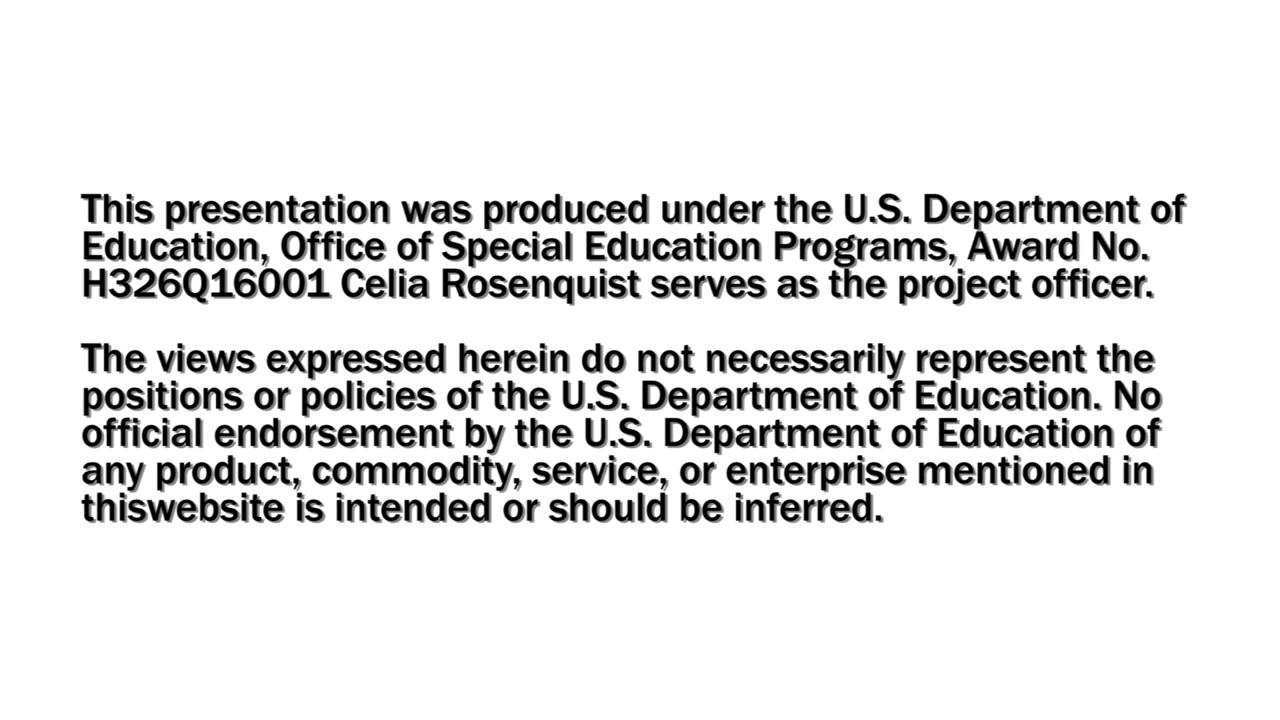 This presentation was produced under the U.S. Department of
Education, Office of Special Education Programs, Award No.
H326Q16001 Celia Rosenquist serves as the project officer.
The views expressed herein do not necessarily represent the
positions or policies of the U.S. Department of Education. No
official endorsement by the U.S. Department of Education of
any product, commodity, service, or enterprise mentioned in
thiswebsite is intended or should be inferred.